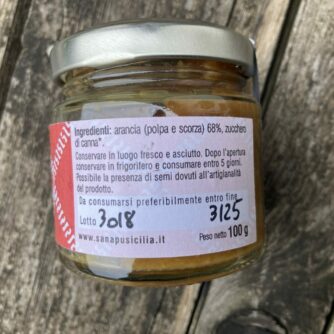 Ingredienti: arancia (polpa e scorza) 68%, zucchero
di canna*.
Conservare in luogo fresco e asciutto. Dopo l'apertura
conservare in frigorifero e consumare entro 5 giorni.
Possibile la presenza di semi dovuti all'artigianalità
del prodotto.
Da consumarsi preferibilmente entro fine
Lotto 3018 3125
www.sanapusicilia.it Peso netto 100 g